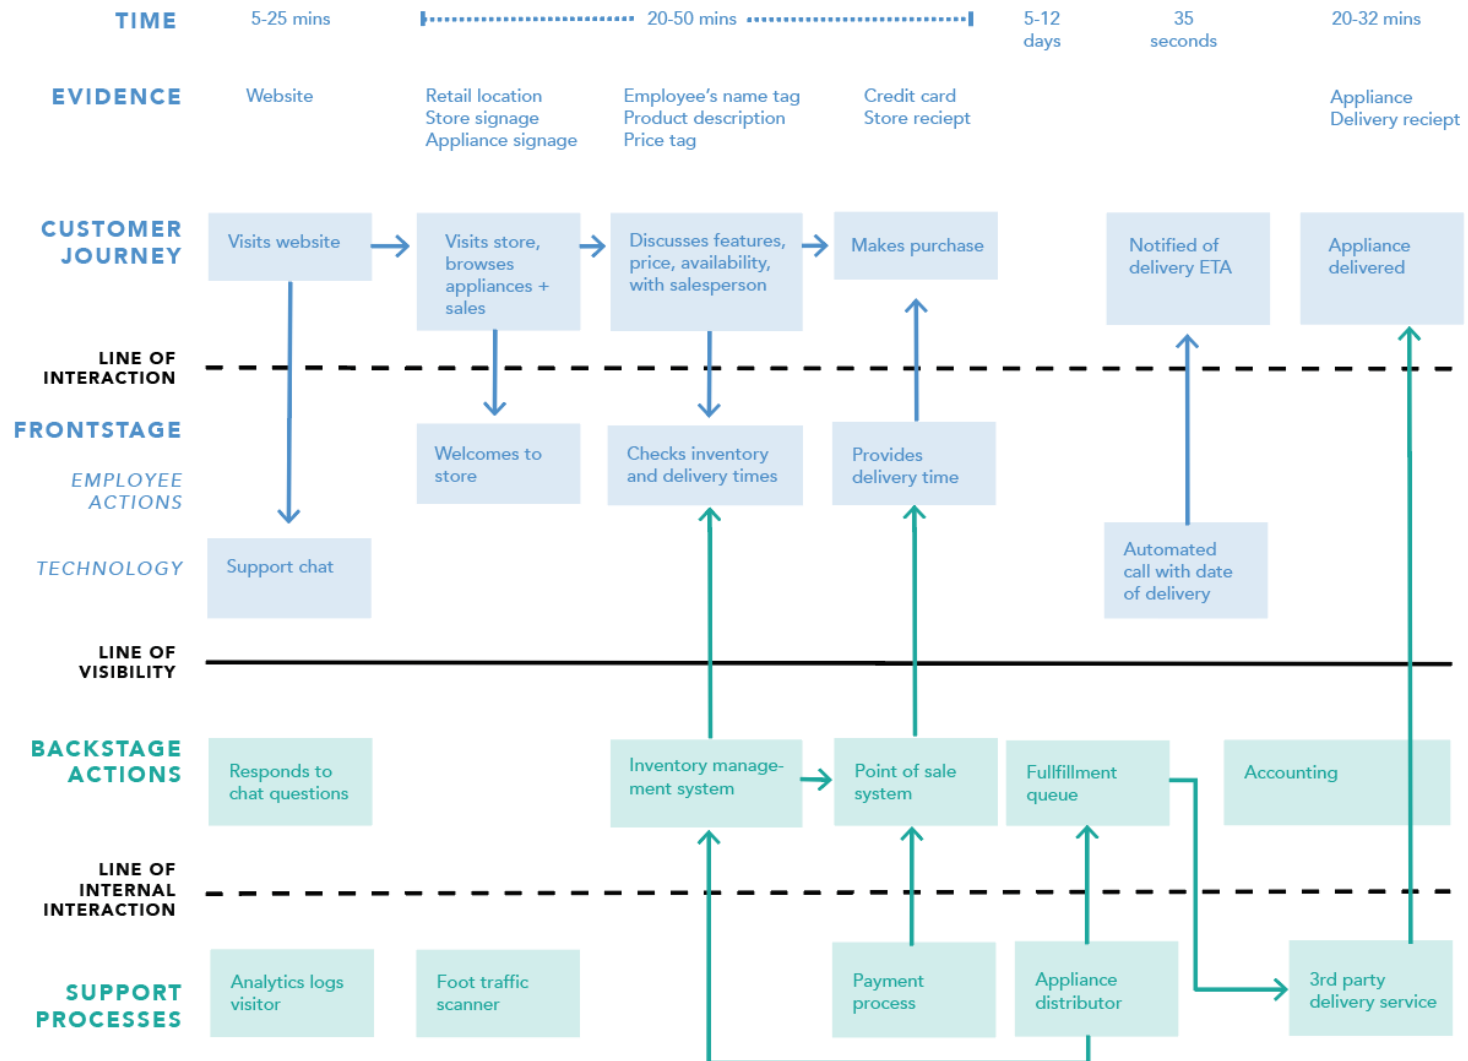 TIME
5-25 mins
20-50 mins
5-12
days
35
seconds
20-32 mins
EVIDENCE
Website
Retail location
Store signage
Appliance signage
Employee's name tag
Product description
Price tag
Credit card
Store reciept
Appliance
Delivery reciept
CUSTOMER
JOURNEY
Visits website
Visits store,
browses
appliances +
sales
Discusses features,
price, availability,
with salesperson
Makes purchase
Notified of
delivery ETA
Appliance
delivered
LINE OF
INTERACTION
FRONTSTAGE
EMPLOYEE
ACTIONS
Welcomes to
store
Checks inventory
and delivery times
Provides
delivery time
TECHNOLOGY
Support chat
Automated
call with date
of delivery
LINE OF
VISIBILITY
BACKSTAGE
ACTIONS
Responds to
chat questions
Inventory manage-
ment system
Point of sale
system
Fullfillment
queue
Accounting
LINE OF
INTERNAL
INTERACTION
SUPPORT
PROCESSES
Analytics logs
visitor
Foot traffic
scanner
Payment
process
Appliance
distributor
3rd party
delivery service